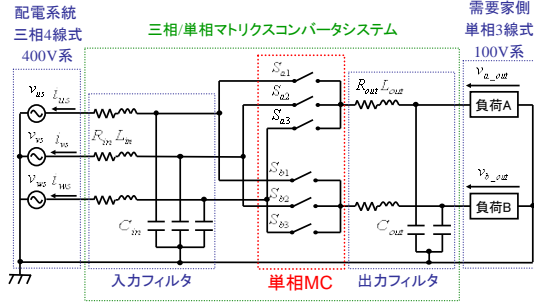 配電系統
三相4線式
400V系
三相/単相マトリクスコンバータシステム
需要家側
単相3線式
100V系
v_us
i_us
v_vs
i_vs
v_ws
i_ws
R_in L_in
C_in
S_a1
S_a2
S_a3
S_b1
S_b2
S_b3
R_out L_out
C_out
v_a_out
負荷A
v_b_out
負荷B
入力フィルタ
単相MC
出力フィルタ